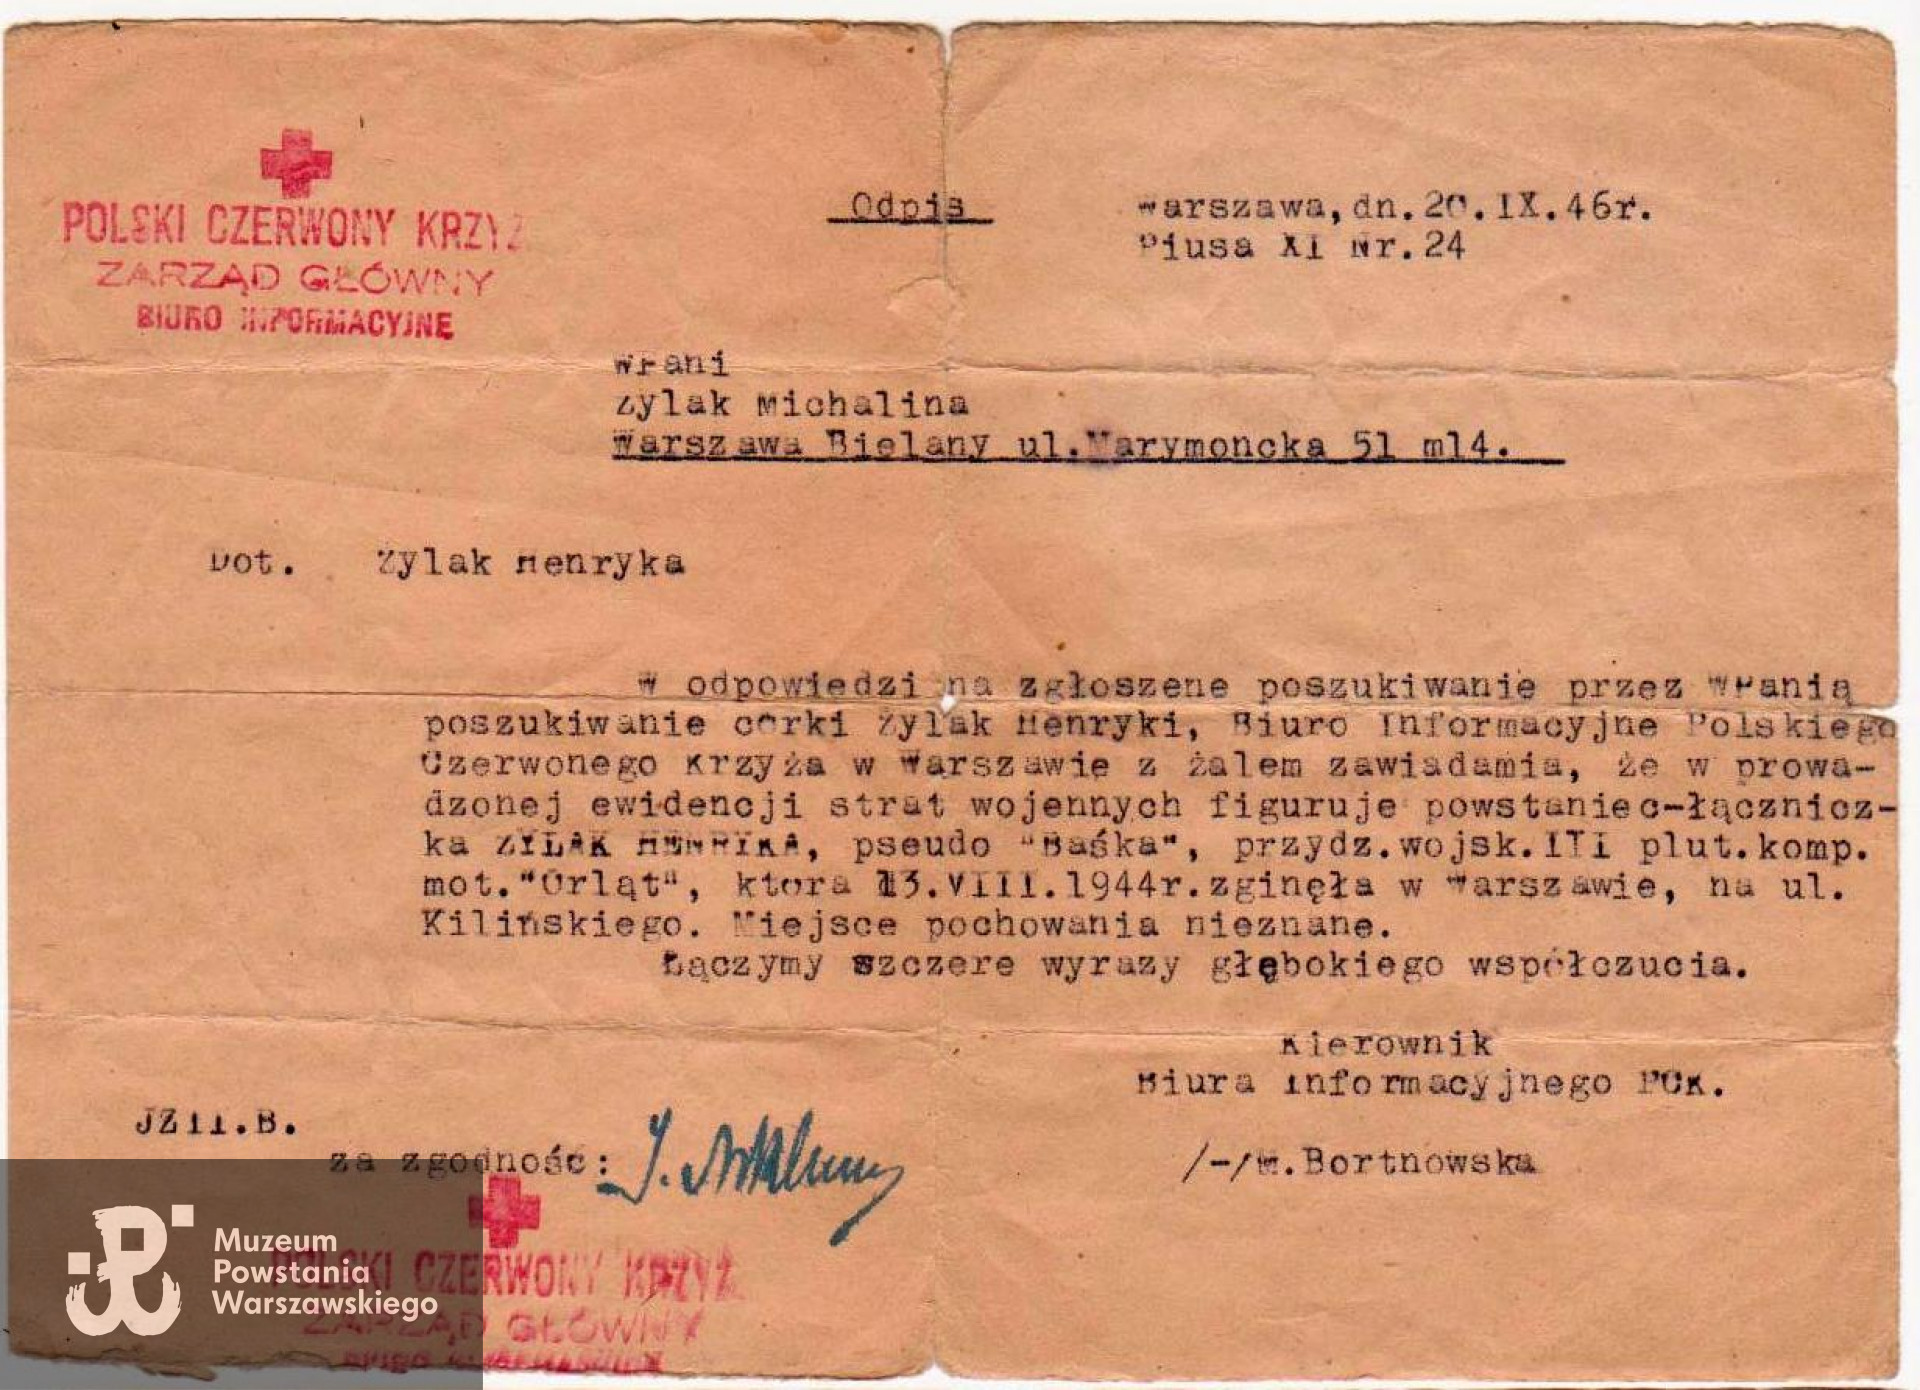 POLSKI CZERWONY KRZYŻ
ZARZĄD GŁÓWNY
BIURO INFORMACYJNE
Odpis
Warszawa, dn. 20.IX.46r.
Piusa XI Nr.24
WPani
Żylak Michalina
Warszawa Bielany ul.Marymoncka 51 m14.
Dot. Żylak Henryka
W odpowiedzi na zgłoszene poszukiwanie przez WPanią
poszukiwanie córki Żylak Henryki, Biuro Informacyjne Polskiego
Czerwonego Krzyża w Warszawie z żalem zawiadamia, że w prowa-
dzonej ewidencji strat wojennych figuruje powstaniec-łącznicz-
ka ŻYLAK HENRYKA, pseudo "Baśka", przydz.wojsk.III plut.komp.
mot."Orląt", która 13.VIII.1944r.zginęła w Warszawie, na ul.
Kilińskiego. Miejsce pochowania nieznane.
Łączymy szczere wyrazy głębokiego współczucia.
Kierownik
Biura Informacyjnego PCK.
JZII.B.
za zgodność:
/-/M.Bortnowska
POLSKI CZERWONY KRZYŻ
ZARZĄD GŁÓWNY
BIURO INFORMACYJNE
Muzeum
Powstania
Warszawskiego